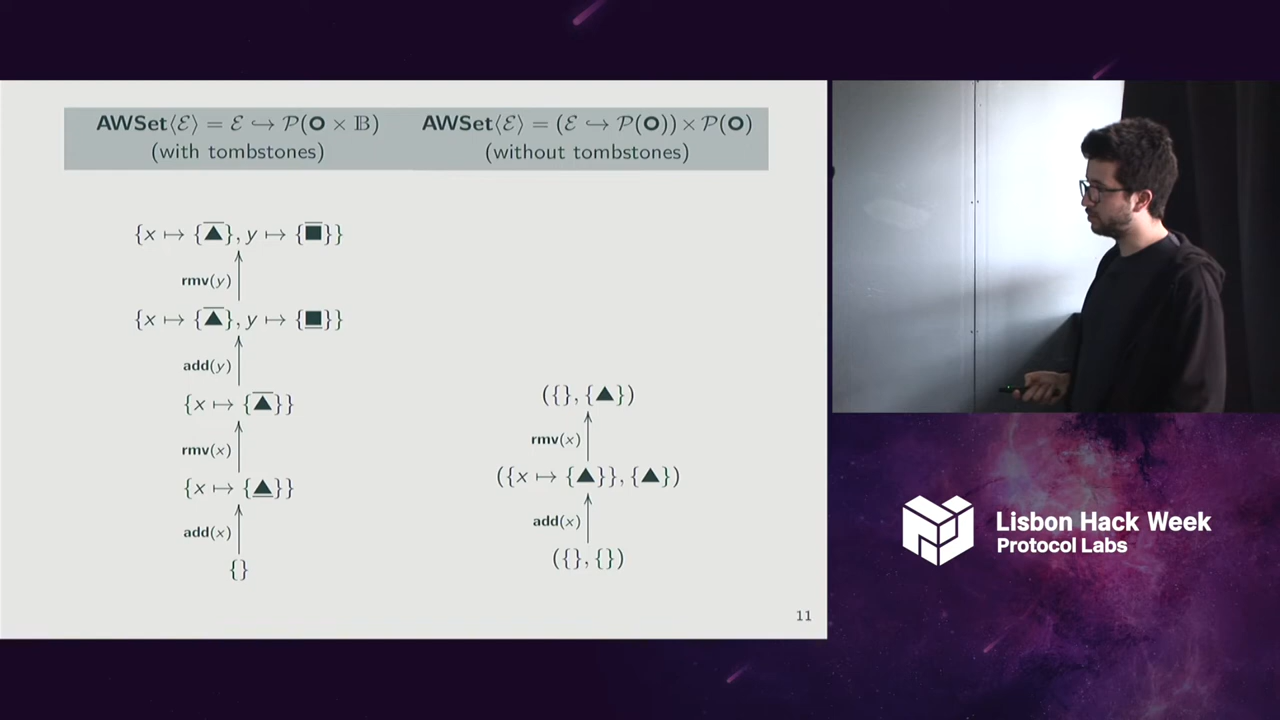 AWSet⟨ℰ⟩ = ℰ ↪ 𝒫(O × 𝔹)
(with tombstones)
{x ↦ {▲̅}, y ↦ {■̅}}
rmv(y)
{x ↦ {▲̅}, y ↦ {■̲}}
add(y)
{x ↦ {▲̅}}
rmv(x)
{x ↦ {▲̲}}
add(x)
{}
AWSet⟨ℰ⟩ = (ℰ ↪ 𝒫(O)) × 𝒫(O)
(without tombstones)
({}, {▲})
rmv(x)
({x ↦ {▲}}, {▲})
add(x)
({}, {})
11
Lisbon Hack Week
Protocol Labs